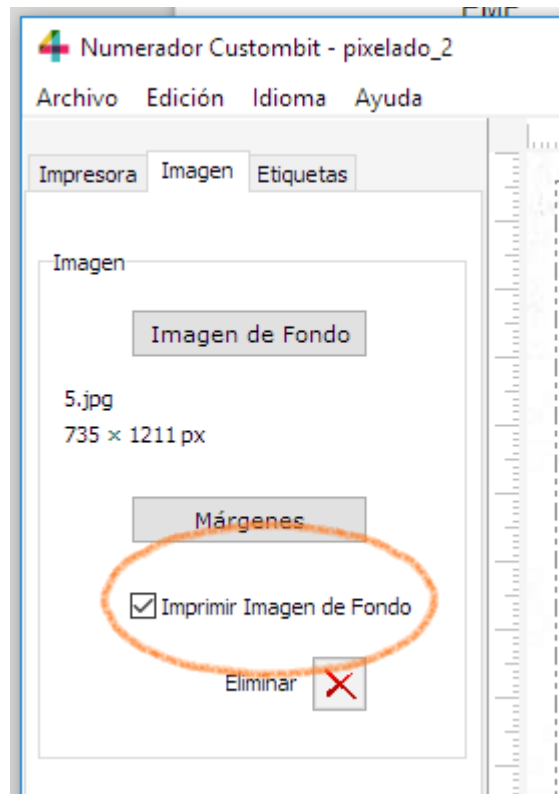 Numerador Custombit - pixelado_2
Archivo Edición Idioma Ayuda
Impresora Imagen Etiquetas
Imagen
Imagen de Fondo
5.jpg
735 × 1211 px
Márgenes
Imprimir Imagen de Fondo
Eliminar